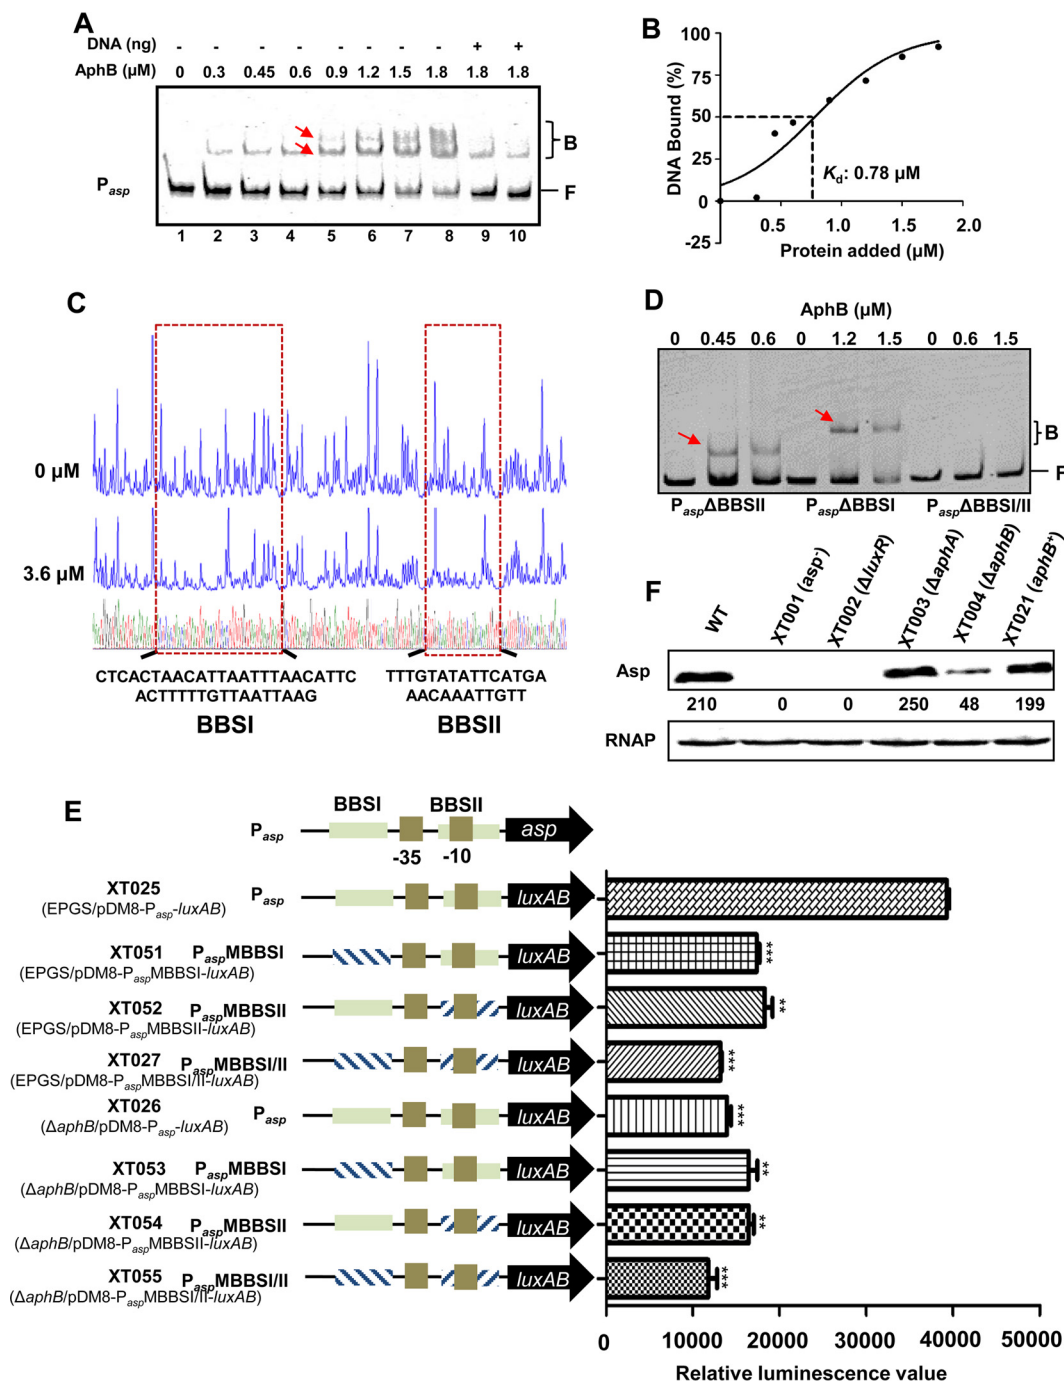 A
DNA (ng) - - - - - - - - + +
AphB (µM) 0 0.3 0.45 0.6 0.9 1.2 1.5 1.8 1.8 1.8
B
Pasp
F
1 2 3 4 5 6 7 8 9 10
B
DNA Bound (%)
100
75
50
25
0
-25
Kd: 0.78 µM
0.5 1.0 1.5 2.0
Protein added (µM)
C
0 µM
3.6 µM
CTCACTAACATTAATTTAACATTC
ACTTTTTGTTAATTAAG
BBSI
TTTGTATATTCATGA
AACAAATTGTT
BBSII
D
AphB (µM)
0 0.45 0.6 0 1.2 1.5 0 0.6 1.5
B
F
PaspΔBBSII PaspΔBBSI PaspΔBBSI/II
F
WT
XT001 (asp-)
XT002 (ΔluxR)
XT003 (ΔaphA)
XT004 (ΔaphB)
XT021 (aphB+)
Asp
210 0 0 250 48 199
RNAP
E
BBSI BBSII
Pasp asp
-35 -10
XT025 Pasp luxAB
(EPGS/pDM8-Pasp-luxAB)
XT051 PaspMBBSI luxAB ***
(EPGS/pDM8-PaspMBBSI-luxAB)
XT052 PaspMBBSII luxAB **
(EPGS/pDM8-PaspMBBSII-luxAB)
XT027 PaspMBBSI/II luxAB ***
(EPGS/pDM8-PaspMBBSI/II-luxAB)
XT026 Pasp luxAB ***
(ΔaphB/pDM8-Pasp-luxAB)
XT053 PaspMBBSI luxAB **
(ΔaphB/pDM8-PaspMBBSI-luxAB)
XT054 PaspMBBSII luxAB **
(ΔaphB/pDM8-PaspMBBSII-luxAB)
XT055 PaspMBBSI/II luxAB ***
(ΔaphB/pDM8-PaspMBBSI/II-luxAB)
0 10000 20000 30000 40000 50000
Relative luminescence value